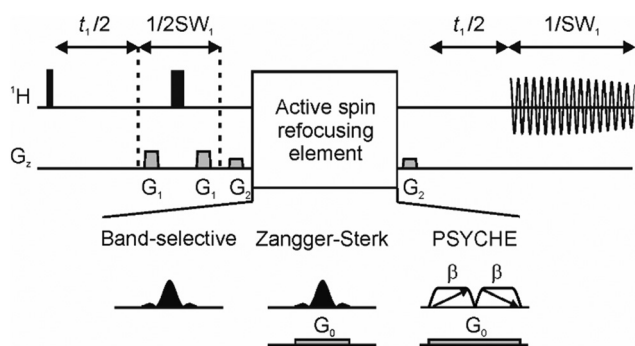 t₁/2 1/2SW₁ t₁/2 1/SW₁
¹H
Active spin
refocusing
element
G_z
G₁ G₁ G₂ G₂
Band-selective Zangger-Sterk PSYCHE
β β
G₀ G₀